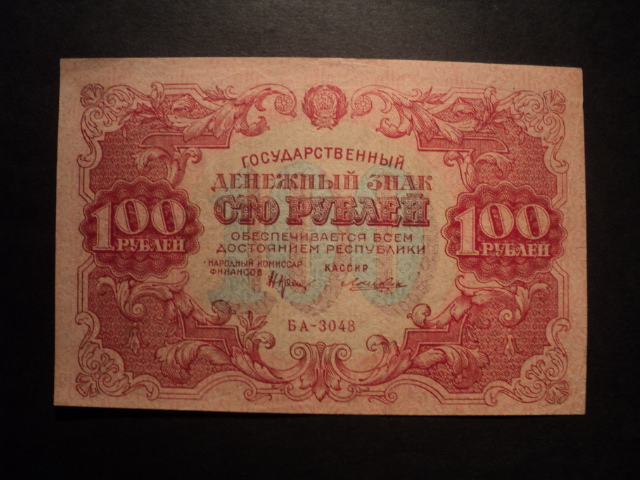 ГОСУДАРСТВЕННЫЙ
ДЕНЕЖНЫЙ ЗНАК
СТО РУБЛЕЙ
ОБЕСПЕЧИВАЕТСЯ ВСЕМ
ДОСТОЯНИЕМ РЕСПУБЛИКИ
НАРОДНЫЙ КОМИССАР
ФИНАНСОВ
КАССИР
БА-3048
100
РУБЛЕЙ
100
РУБЛЕЙ
100